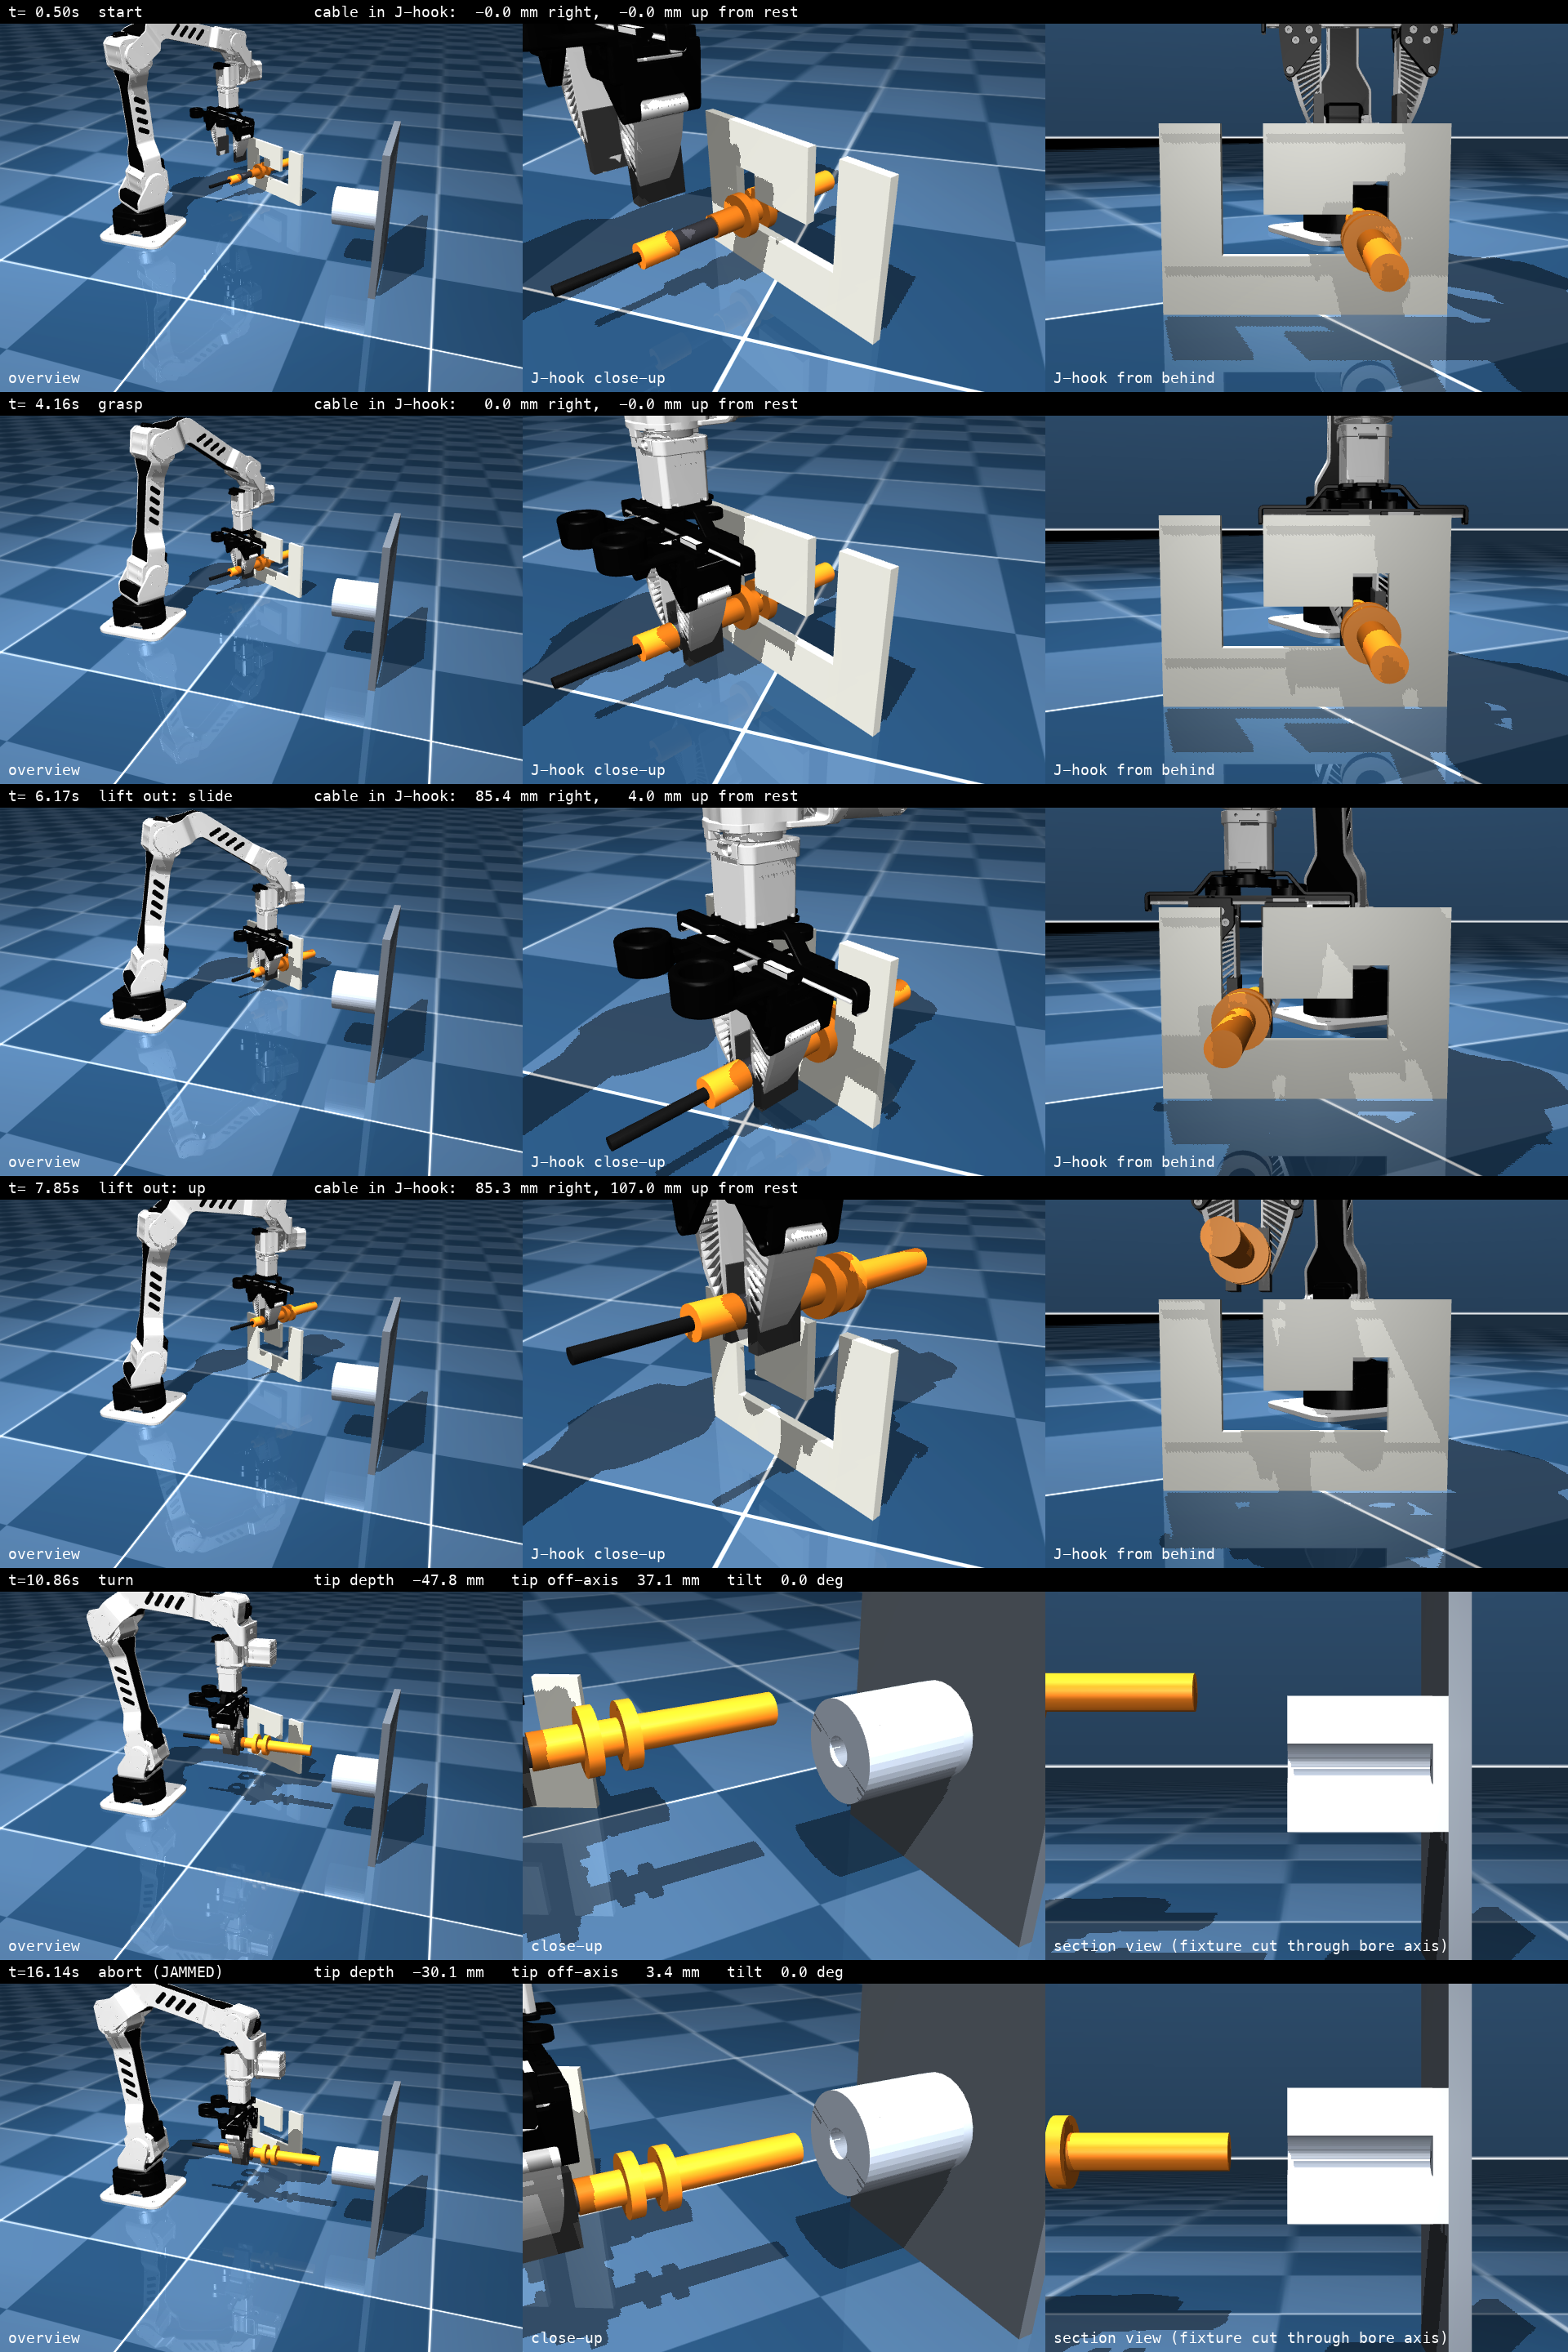 t= 0.50s  start            cable in J-hook:  −0.0 mm right,  −0.0 mm up from rest
overview
J-hook close-up
J-hook from behind
t= 4.16s  grasp            cable in J-hook:   0.0 mm right,  −0.0 mm up from rest
overview
J-hook close-up
J-hook from behind
t= 6.17s  lift out: slide            cable in J-hook:  85.4 mm right,   4.0 mm up from rest
overview
J-hook close-up
J-hook from behind
t= 7.85s  lift out: up            cable in J-hook:  85.3 mm right, 107.0 mm up from rest
overview
J-hook close-up
J-hook from behind
t=10.86s  turn            tip depth  −47.8 mm   tip off-axis  37.1 mm   tilt  0.0 deg
overview
close-up
section view (fixture cut through bore axis)
t=16.14s  abort (JAMMED)            tip depth  −30.1 mm   tip off-axis   3.4 mm   tilt  0.0 deg
overview
close-up
section view (fixture cut through bore axis)